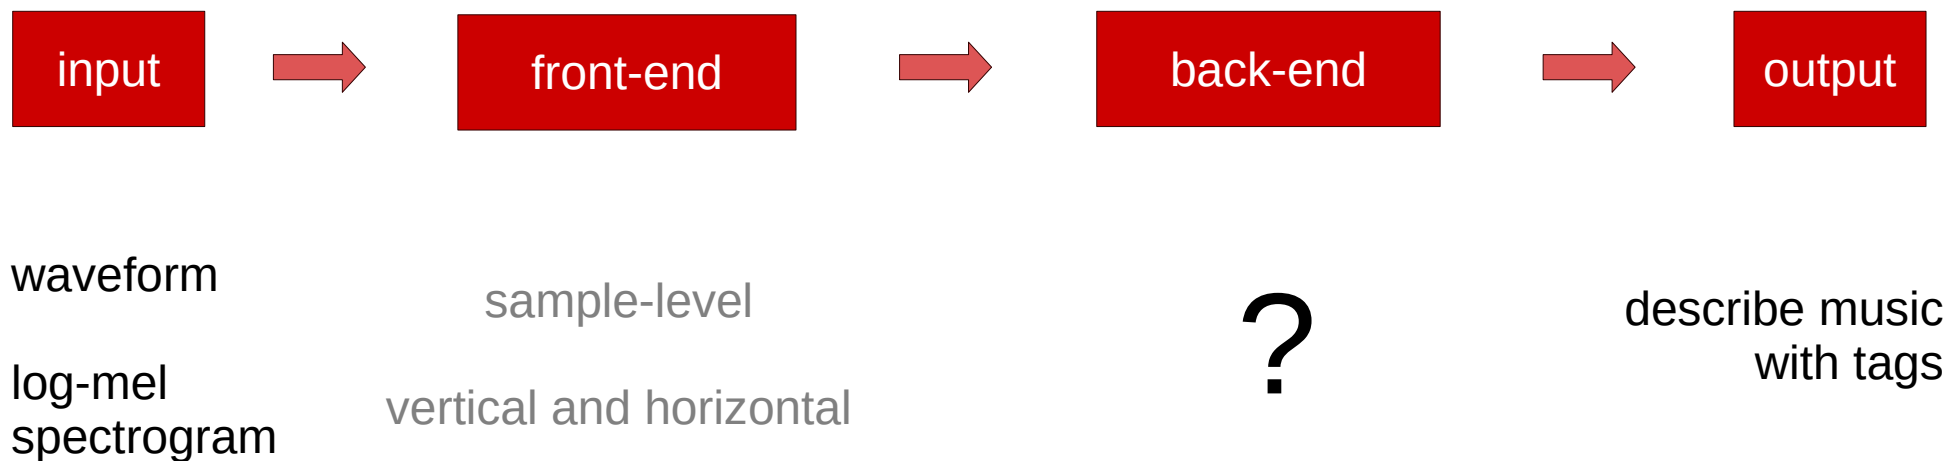 input
front-end
back-end
output
waveform
log-mel
spectrogram
sample-level
vertical and horizontal
?
describe music
with tags